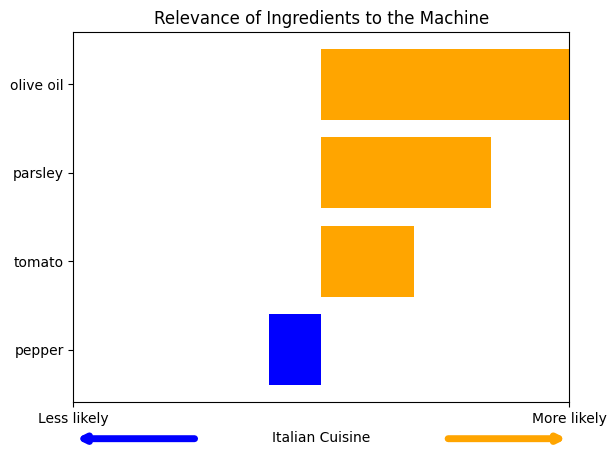 Relevance of Ingredients to the Machine
olive oil
parsley
tomato
pepper
Less likely
More likely
Italian Cuisine